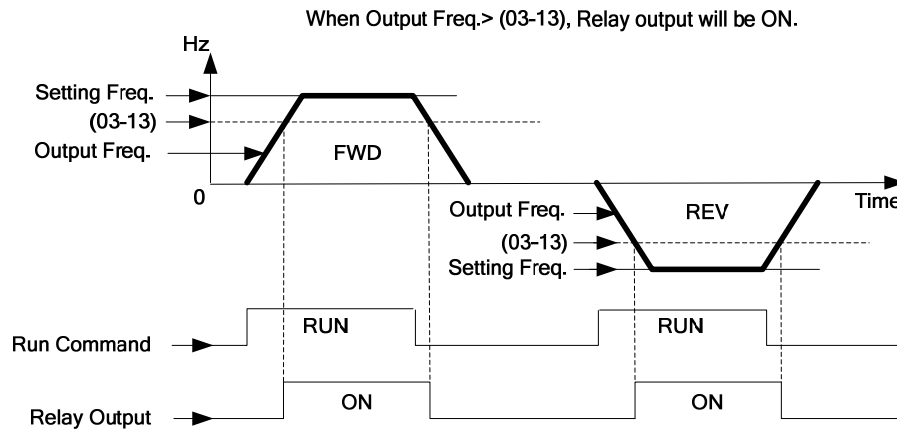 When Output Freq.> (03-13), Relay output will be ON.
Hz
Setting Freq.
(03-13)
Output Freq.
FWD
0
Time
Output Freq.
REV
(03-13)
Setting Freq.
RUN
RUN
Run Command
ON
ON
Relay Output